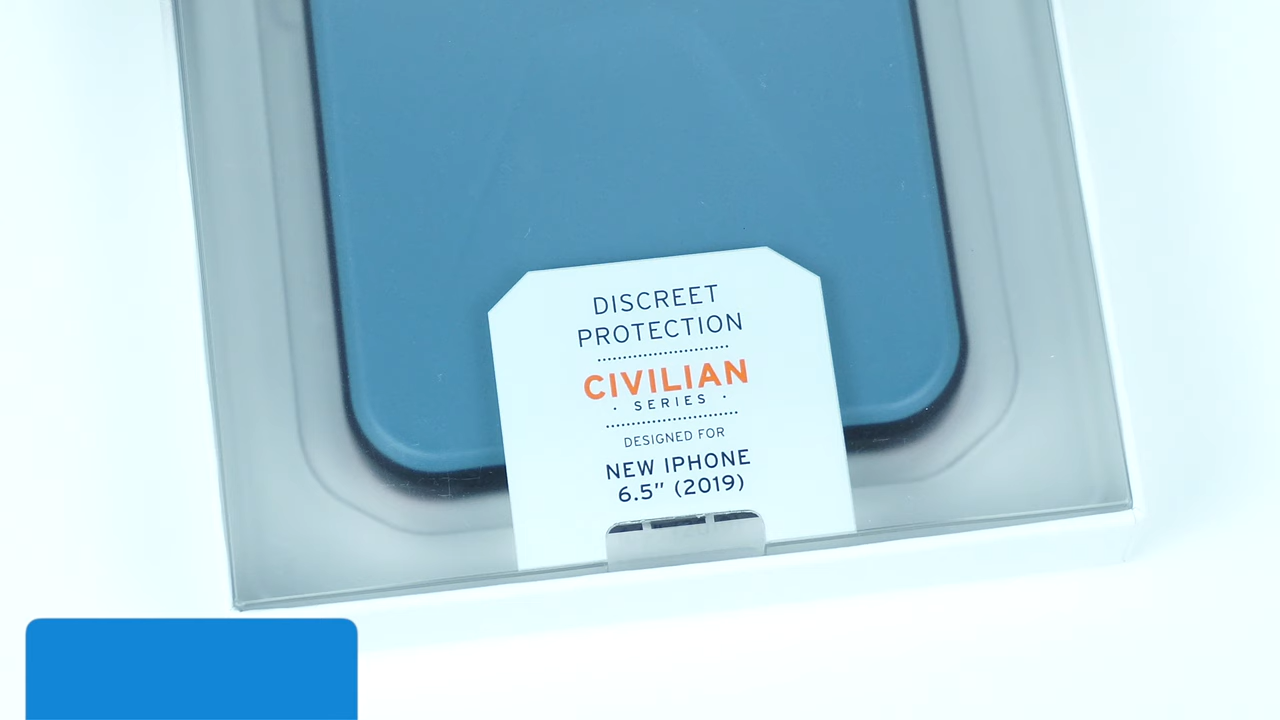 DISCREET
PROTECTION
CIVILIAN
· SERIES ·
DESIGNED FOR
NEW IPHONE
6.5" (2019)